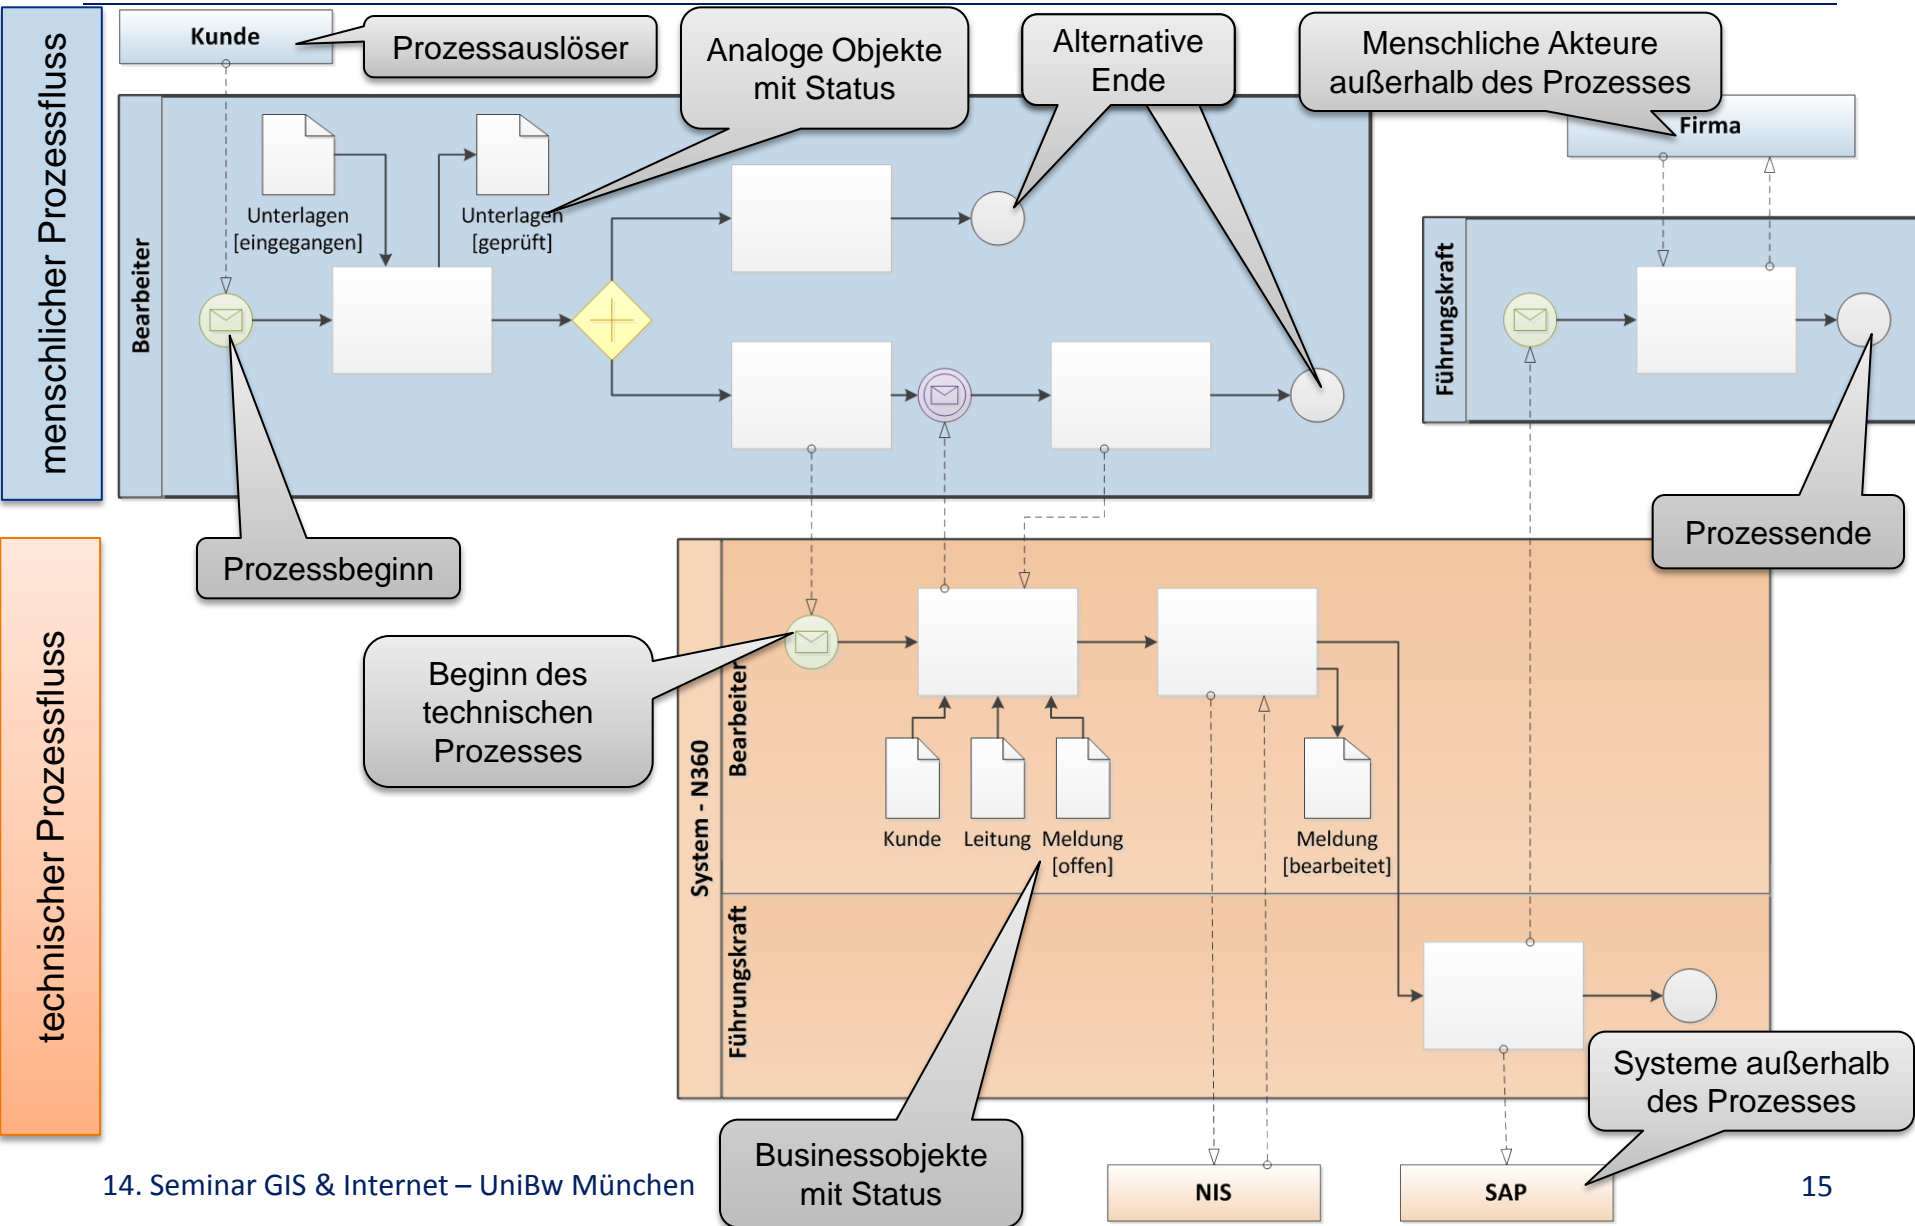 menschlicher Prozessfluss
Kunde
Prozessauslöser
Analoge Objekte
mit Status
Alternative
Ende
Menschliche Akteure
außerhalb des Prozesses
Firma
Bearbeiter
Unterlagen
[eingegangen]
Unterlagen
[geprüft]
Führungskraft
Prozessbeginn
Prozessende
technischer Prozessfluss
Beginn des
technischen
Prozesses
System - N360
Bearbeiter
Kunde
Leitung
Meldung
[offen]
Meldung
[bearbeitet]
Führungskraft
Businessobjekte
mit Status
Systeme außerhalb
des Prozesses
NIS
SAP
14. Seminar GIS & Internet – UniBw München
15